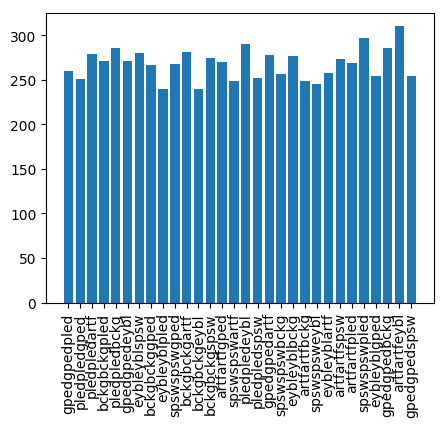 300
250
200
150
100
50
0
gpedgpedpled
pledpledgped
pledpledartf
bckgbckgpled
pledpledbckg
gpedgpedeybl
eybleyblspsw
bckgbckggped
eybleyblpled
spswspswgped
bckgbckgartf
bckgbckgeybl
bckgbckgspsw
artfartfgped
spswspswartf
pledpledeybl
pledpledspsw
gpedgpedartf
spswspswbckg
eybleyblbckg
artfartfbckg
spswspsweybl
eybleyblartf
artfartfspsw
artfartfpled
spswspswpled
eybleyblgped
gpedgpedbckg
artfartfeybl
gpedgpedspsw